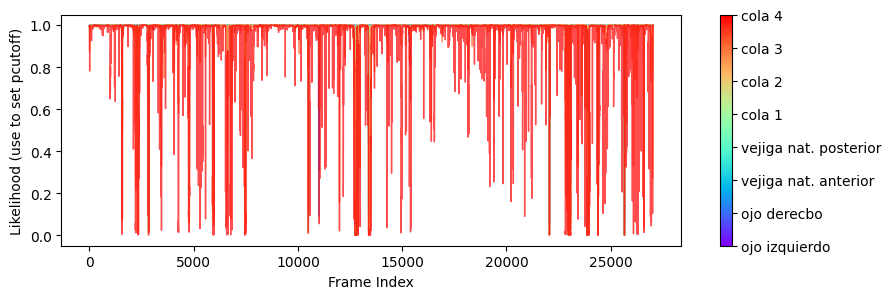 Likelihood (use to set pcutoff)
1.0
0.8
0.6
0.4
0.2
0.0
0
5000
10000
15000
20000
25000
Frame Index
cola 4
cola 3
cola 2
cola 1
vejiga nat. posterior
vejiga nat. anterior
ojo derecbo
ojo izquierdo